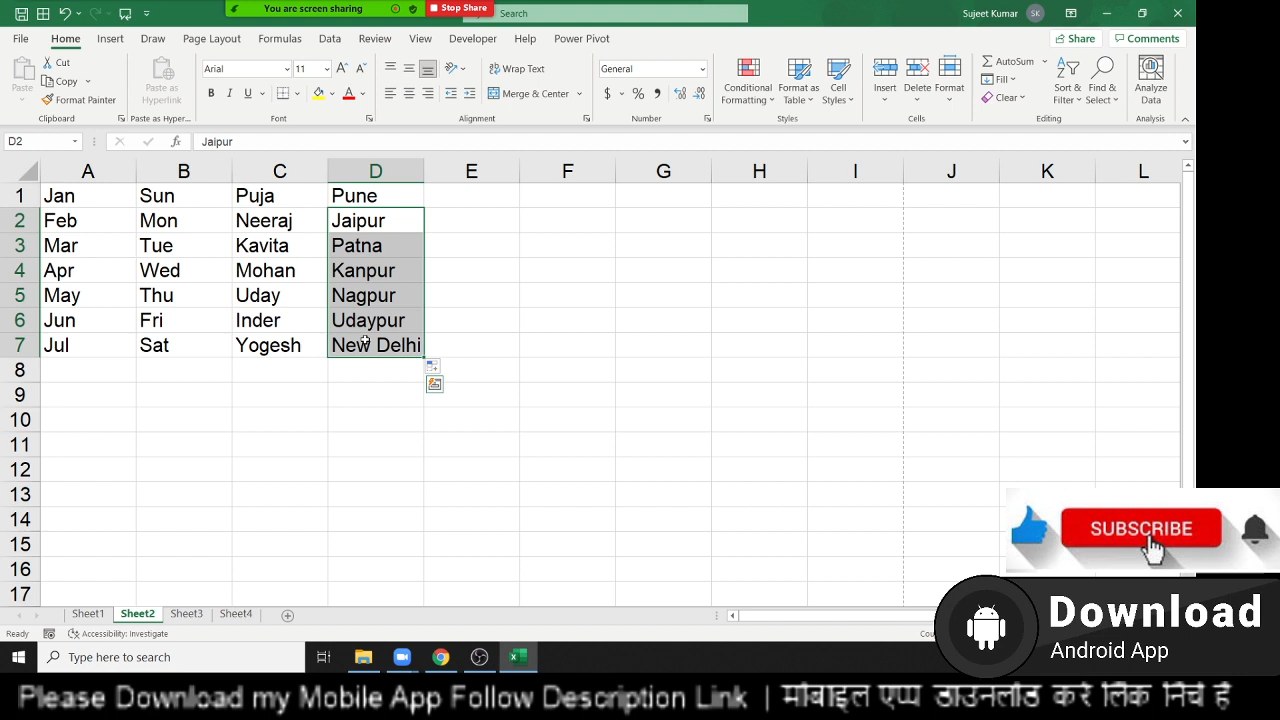 You are screen sharing
Stop Share
Search
Sujeet Kumar
SK
File Home Insert Draw Page Layout Formulas Data Review View Developer Help Power Pivot
Share
Comments
Paste
Cut
Copy
Format Painter
Clipboard
Paste as Hyperlink
Paste as Hyper...
Arial
11
B I U
Font
Wrap Text
Merge & Center
Alignment
General
$ % ,
Number
Conditional Formatting
Format as Table
Cell Styles
Styles
Insert
Delete
Format
Cells
AutoSum
Fill
Clear
Sort & Filter
Find & Select
Editing
Analyze Data
Analysis
D2
fx
Jaipur
A B C D E F G H I J K L
1 Jan Sun Puja Pune
2 Feb Mon Neeraj Jaipur
3 Mar Tue Kavita Patna
4 Apr Wed Mohan Kanpur
5 May Thu Uday Nagpur
6 Jun Fri Inder Udaypur
7 Jul Sat Yogesh New Delhi
8
9
10
11
12
13
14
15
16
17
SUBSCRIBE
Download
Android App
Sheet1 Sheet2 Sheet3 Sheet4
Ready
Accessibility: Investigate
Type here to search
Please Download my Mobile App Follow Description Link | मोबाइल एप्प डाउनलोड करे लिंक निचे है